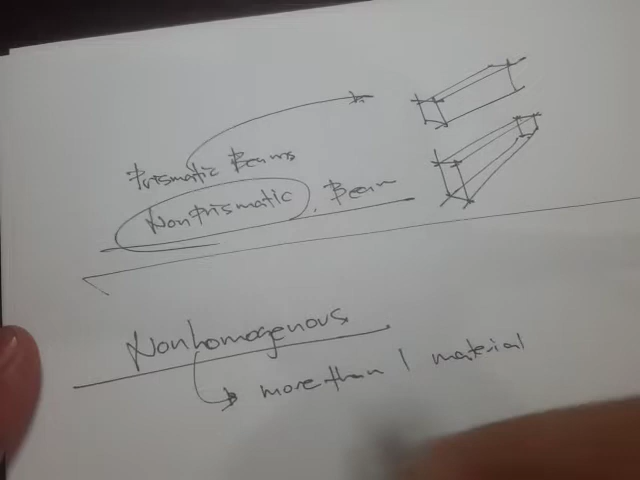 Prismatic Beams
Nonprismatic. Beam
Nonhomogenous
more than 1 material